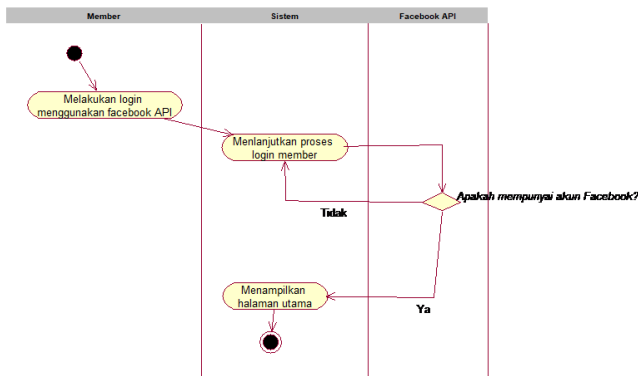 Member
Sistem
Facebook API
Melakukan login
menggunakan facebook API
Menlanjutkan proses
login member
Apakah mempunyai akun Facebook?
Tidak
Menampilkan
halaman utama
Ya